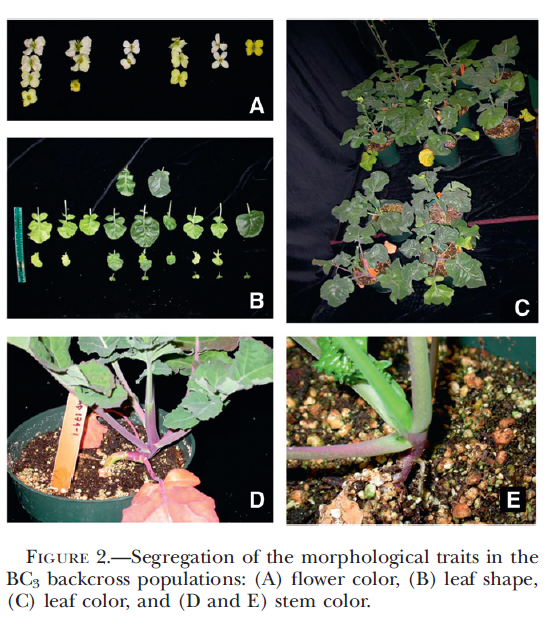 A
B
C
D
E
FIGURE 2.—Segregation of the morphological traits in the
BC3 backcross populations: (A) flower color, (B) leaf shape,
(C) leaf color, and (D and E) stem color.